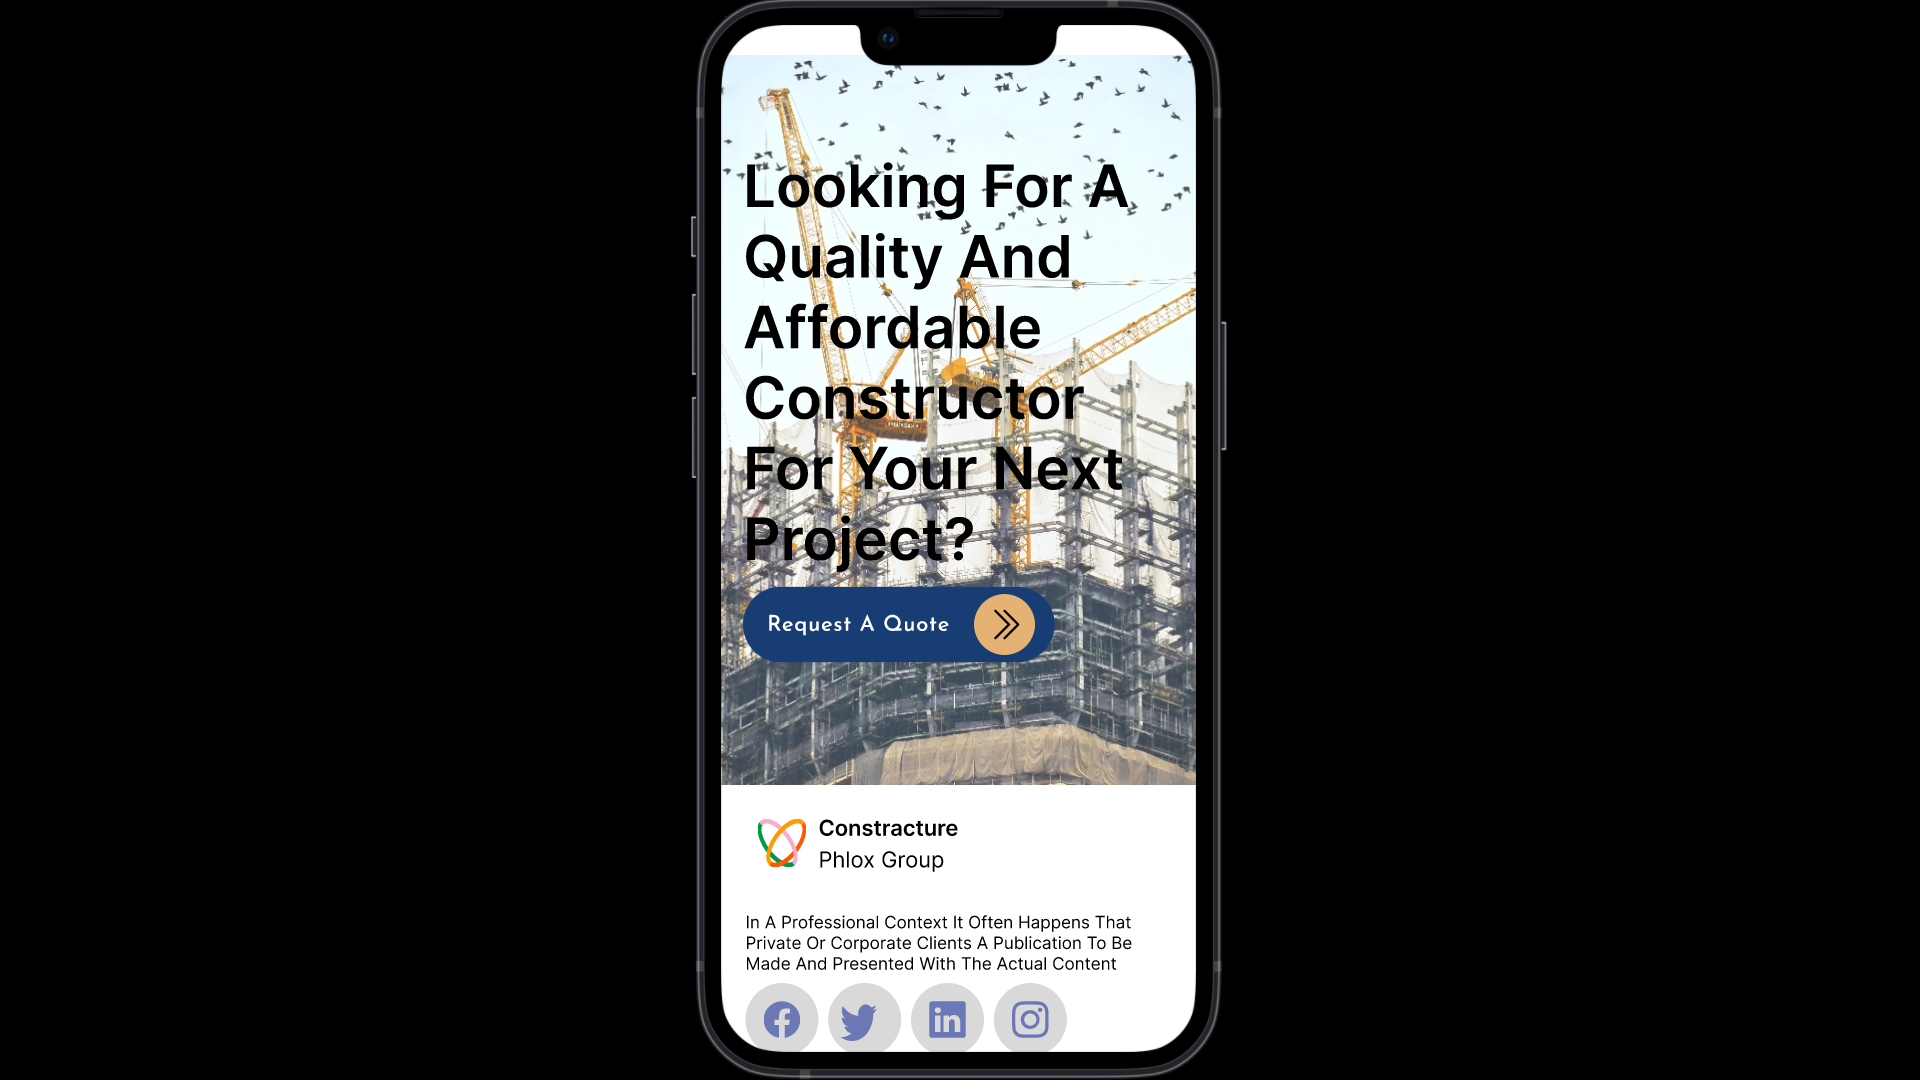 Looking For A
Quality And
Affordable
Constructor
For Your Next
Project?
Request A Quote
Constracture
Phlox Group
In A Professional Context It Often Happens That
Private Or Corporate Clients A Publication To Be
Made And Presented With The Actual Content